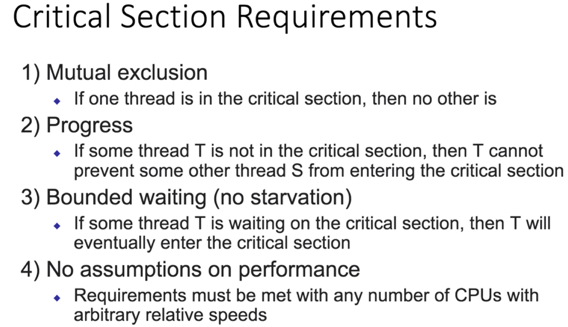 Critical Section Requirements
1) Mutual exclusion
◆ If one thread is in the critical section, then no other is
2) Progress
◆ If some thread T is not in the critical section, then T cannot
prevent some other thread S from entering the critical section
3) Bounded waiting (no starvation)
◆ If some thread T is waiting on the critical section, then T will
eventually enter the critical section
4) No assumptions on performance
◆ Requirements must be met with any number of CPUs with
arbitrary relative speeds